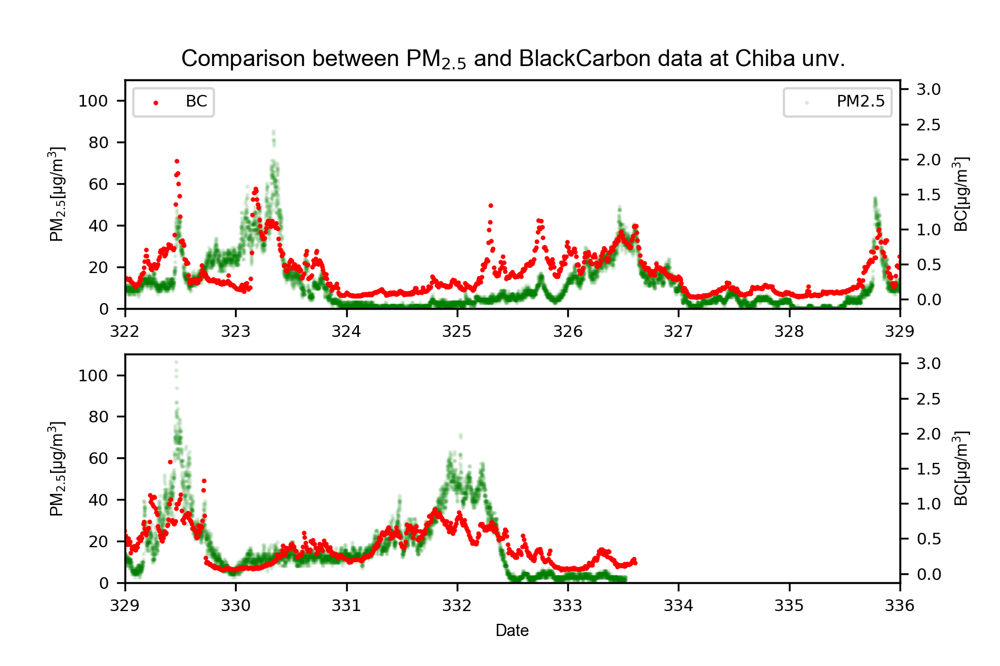 Comparison between PM2.5 and BlackCarbon data at Chiba unv.
BC
PM2.5
100
80
60
40
20
0
PM2.5[µg/m3]
3.0
2.5
2.0
1.5
1.0
0.5
0.0
BC[µg/m3]
322 323 324 325 326 327 328 329
100
80
60
40
20
0
PM2.5[µg/m3]
3.0
2.5
2.0
1.5
1.0
0.5
0.0
BC[µg/m3]
329 330 331 332 333 334 335 336
Date